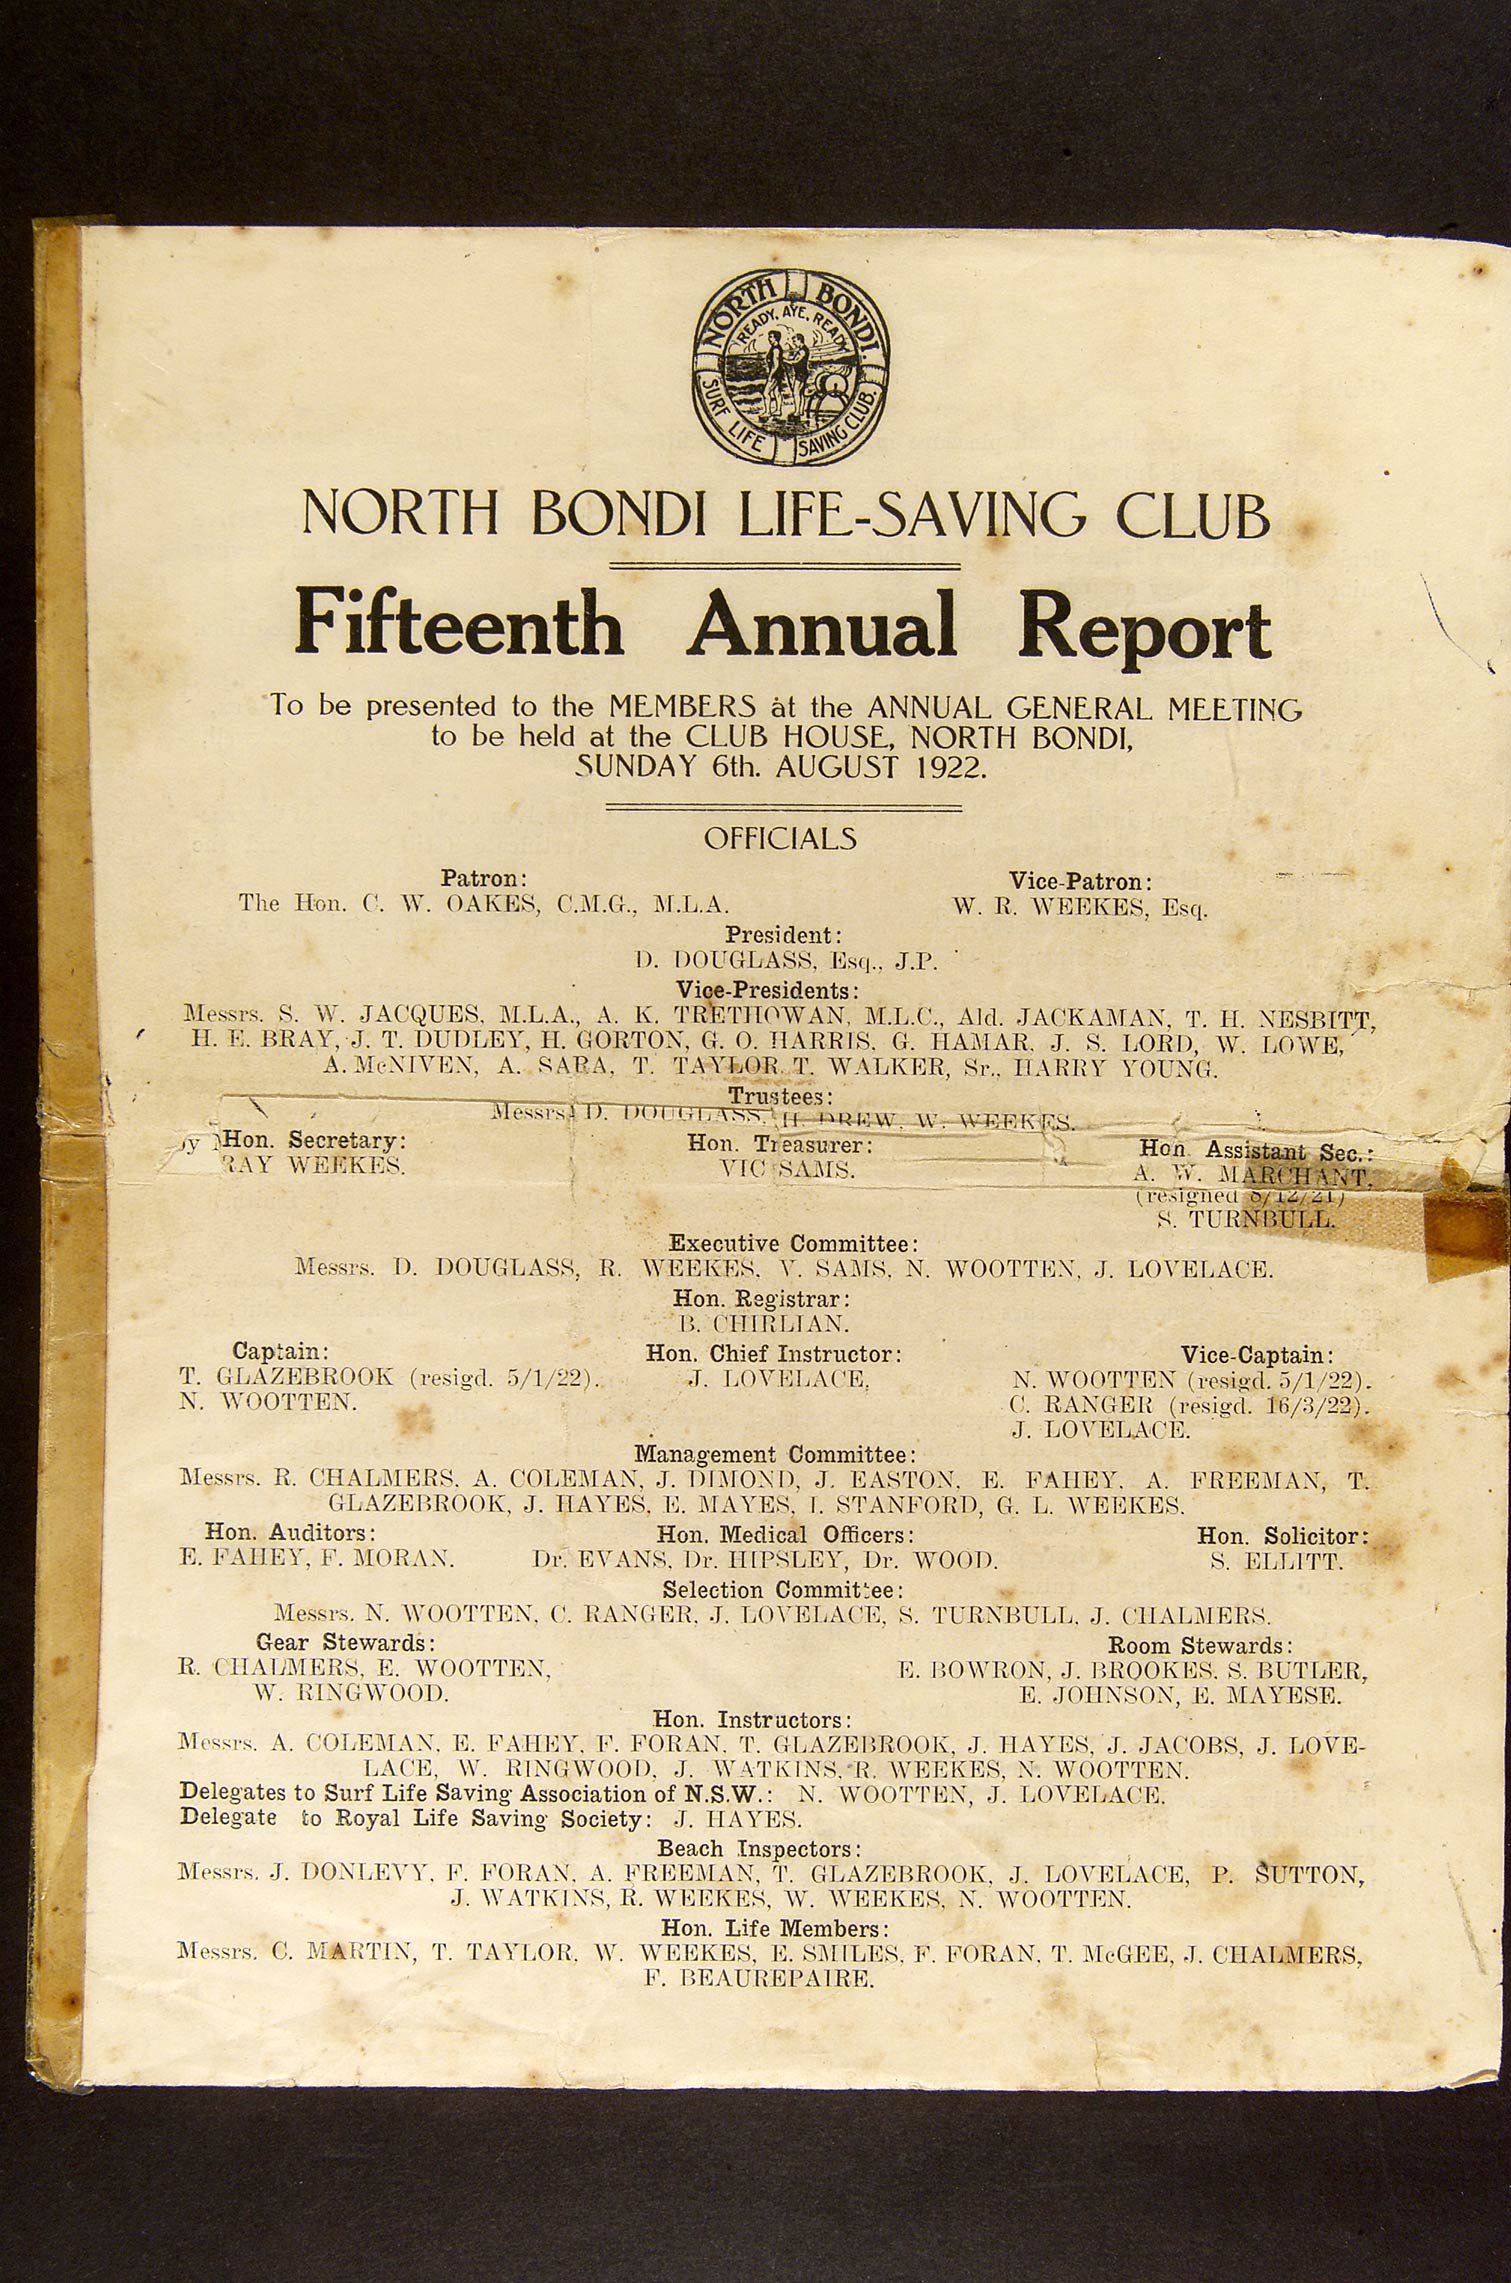 NORTH BONDI.
READY, AYE, READY
SURF LIFE SAVING CLUB.
NORTH BONDI LIFE-SAVING CLUB
Fifteenth Annual Report
To be presented to the MEMBERS at the ANNUAL GENERAL MEETING
to be held at the CLUB HOUSE, NORTH BONDI,
SUNDAY 6th. AUGUST 1922.
OFFICIALS
Patron: Vice-Patron:
The Hon. C. W. OAKES, C.M.G., M.L.A. W. R. WEEKES, Esq.
President:
D. DOUGLASS, Esq., J.P.
Vice-Presidents:
Messrs. S. W. JACQUES, M.L.A., A. K. TRETHOWAN, M.L.C., Ald. JACKAMAN, T. H. NESBITT,
H. E. BRAY, J. T. DUDLEY, H. GORTON, G. O. HARRIS, G. HAMAR, J. S. LORD, W. LOWE,
A. McNIVEN, A. SARA, T. TAYLOR T. WALKER, Sr., HARRY YOUNG.
Trustees:
Messrs. D. DOUGLASS, H. DREW, W. WEEKES.
Hon. Secretary: Hon. Treasurer: Hon. Assistant Sec.:
RAY WEEKES. VIC SAMS. A. W. MARCHANT,
(resigned 8/12/21)
S. TURNBULL.
Executive Committee:
Messrs. D. DOUGLASS, R. WEEKES, V. SAMS, N. WOOTTEN, J. LOVELACE.
Hon. Registrar:
B. CHIRLIAN.
Captain: Hon. Chief Instructor: Vice-Captain:
T. GLAZEBROOK (resigd. 5/1/22). J. LOVELACE, N. WOOTTEN (resigd. 5/1/22).
N. WOOTTEN. C. RANGER (resigd. 16/3/22).
J. LOVELACE.
Management Committee:
Messrs. R. CHALMERS, A. COLEMAN, J. DIMOND, J. EASTON, E. FAHEY, A. FREEMAN, T.
GLAZEBROOK, J. HAYES, E. MAYES, I. STANFORD, G. L. WEEKES.
Hon. Auditors: Hon. Medical Officers: Hon. Solicitor:
E. FAHEY, F. MORAN. Dr. EVANS, Dr. HIPSLEY, Dr. WOOD. S. ELLITT.
Selection Committee:
Messrs. N. WOOTTEN, C. RANGER, J. LOVELACE, S. TURNBULL, J. CHALMERS.
Gear Stewards: Room Stewards:
R. CHALMERS, E. WOOTTEN, E. BOWRON, J. BROOKES, S. BUTLER,
W. RINGWOOD. E. JOHNSON, E. MAYESE.
Hon. Instructors:
Messrs. A. COLEMAN, E. FAHEY, F. FORAN, T. GLAZEBROOK, J. HAYES, J. JACOBS, J. LOVE-
LACE, W. RINGWOOD, J. WATKINS, R. WEEKES, N. WOOTTEN.
Delegates to Surf Life Saving Association of N.S.W.: N. WOOTTEN, J. LOVELACE.
Delegate to Royal Life Saving Society: J. HAYES.
Beach Inspectors:
Messrs. J. DONLEVY, F. FORAN, A. FREEMAN, T. GLAZEBROOK, J. LOVELACE, P. SUTTON,
J. WATKINS, R. WEEKES, W. WEEKES, N. WOOTTEN.
Hon. Life Members:
Messrs. C. MARTIN, T. TAYLOR, W. WEEKES, E. SMILES, F. FORAN, T. McGEE, J. CHALMERS,
F. BEAUREPAIRE.